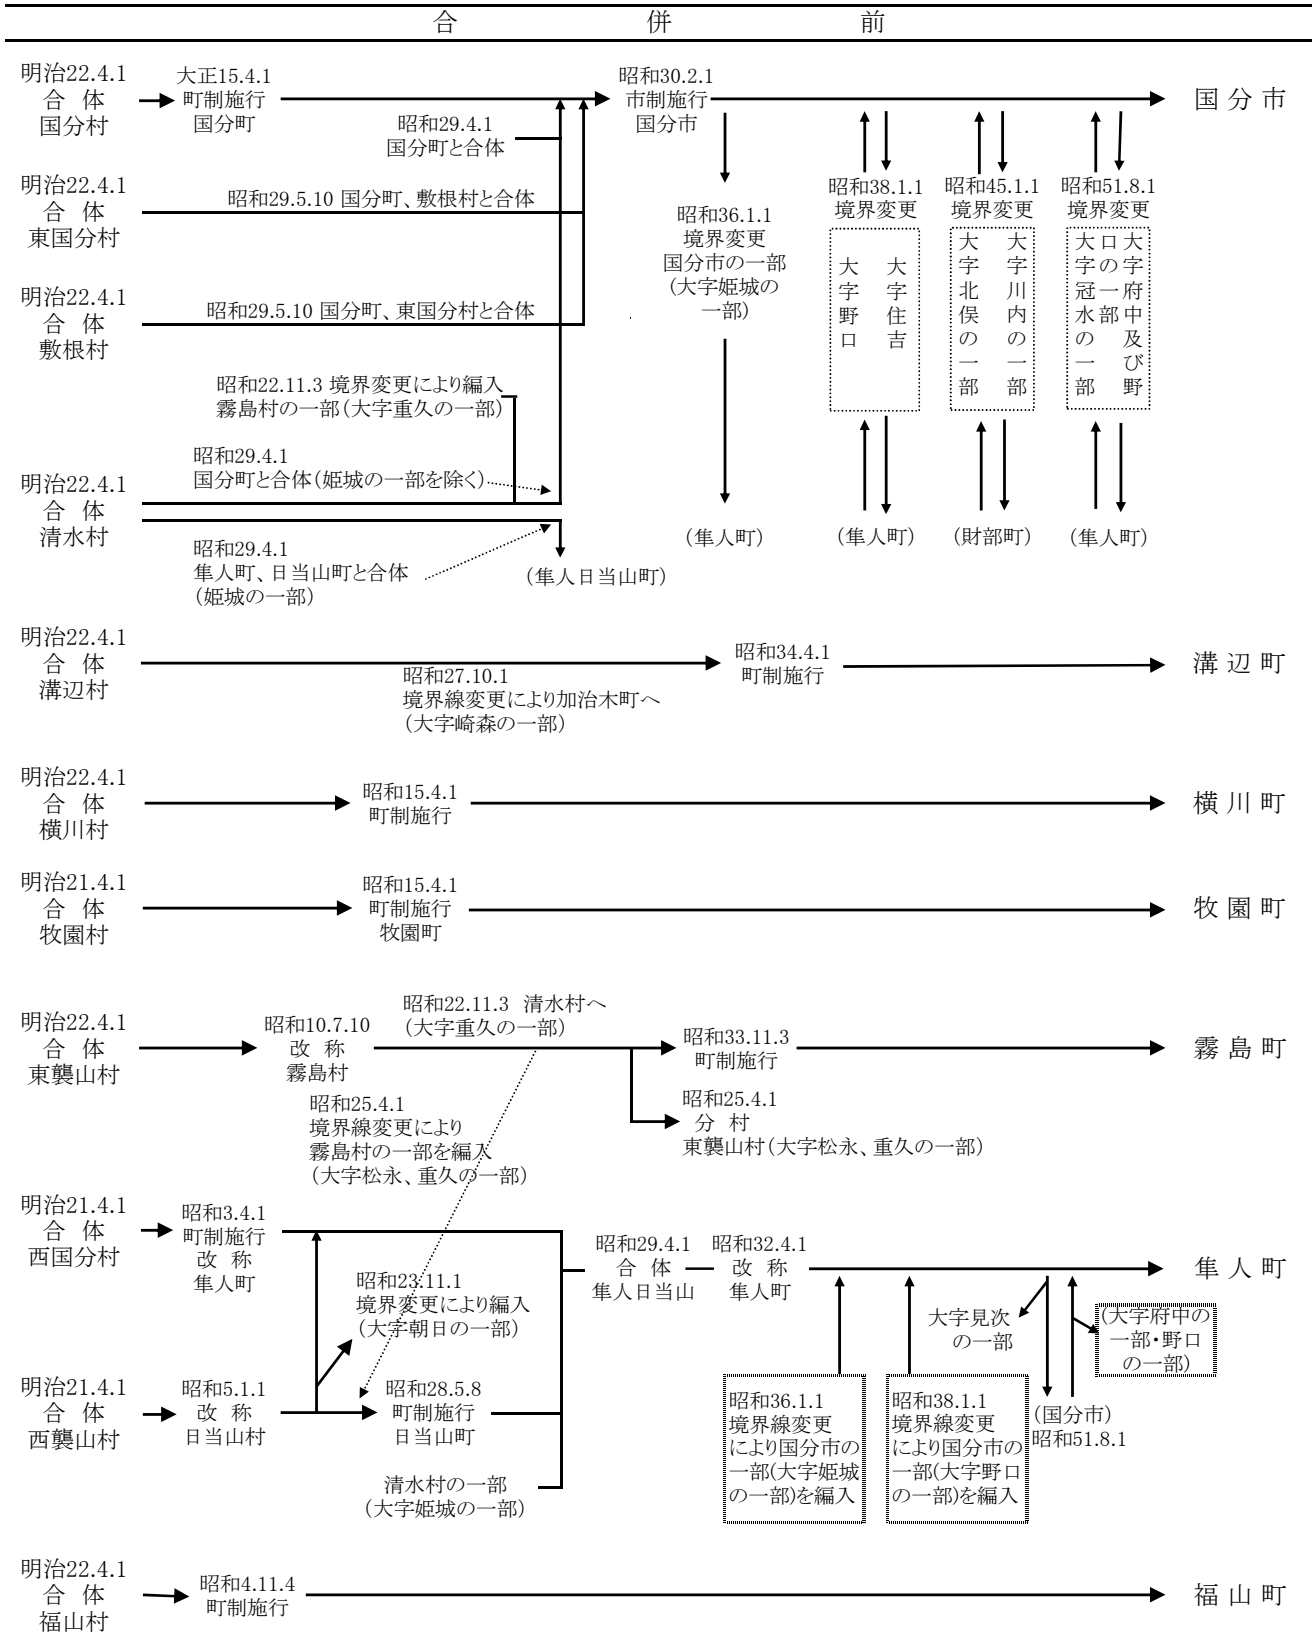 合 併 前
明治22.4.1
合 体
国分村
大正15.4.1
町制施行
国分町
昭和29.4.1
国分町と合体
昭和30.2.1
市制施行
国分市
国 分 市
明治22.4.1
合 体
東国分村
昭和29.5.10 国分町、敷根村と合体
明治22.4.1
合 体
敷根村
昭和29.5.10 国分町、東国分村と合体
昭和36.1.1
境界変更
国分市の一部
(大字姫城の
一部)
昭和38.1.1
境界変更
大字住吉
大字野口
昭和45.1.1
境界変更
大字川内の一部
大字北俣の一部
昭和51.8.1
境界変更
大字府中及び野
口の一部
大字冠水の一部
昭和22.11.3 境界変更により編入
霧島村の一部(大字重久の一部)
昭和29.4.1
国分町と合体(姫城の一部を除く)
明治22.4.1
合 体
清水村
昭和29.4.1
隼人町、日当山町と合体
(姫城の一部)
(隼人日当山町)
(隼人町)
(隼人町)
(財部町)
(隼人町)
明治22.4.1
合 体
溝辺村
昭和27.10.1
境界線変更により加治木町へ
(大字崎森の一部)
昭和34.4.1
町制施行
溝 辺 町
明治22.4.1
合 体
横川村
昭和15.4.1
町制施行
横 川 町
明治21.4.1
合 体
牧園村
昭和15.4.1
町制施行
牧園町
牧 園 町
明治22.4.1
合 体
東襲山村
昭和10.7.10
改 称
霧島村
昭和22.11.3 清水村へ
(大字重久の一部)
昭和33.11.3
町制施行
霧 島 町
昭和25.4.1
分 村
東襲山村(大字松永、重久の一部)
昭和25.4.1
境界線変更により
霧島村の一部を編入
(大字松永、重久の一部)
明治21.4.1
合 体
西国分村
昭和3.4.1
町制施行
改 称
隼人町
昭和23.11.1
境界変更により編入
(大字朝日の一部)
昭和29.4.1
合 体
隼人日当山
昭和32.4.1
改 称
隼人町
隼 人 町
大字見次
の一部
(大字府中の
一部・野口
の一部)
明治21.4.1
合 体
西襲山村
昭和5.1.1
改 称
日当山村
昭和28.5.8
町制施行
日当山町
清水村の一部
(大字姫城の一部)
昭和36.1.1
境界線変更
により国分市の
一部(大字姫城
の一部)を編入
昭和38.1.1
境界線変更
により国分市の
一部(大字野口
の一部)を編入
(国分市)
昭和51.8.1
明治22.4.1
合 体
福山村
昭和4.11.4
町制施行
福 山 町